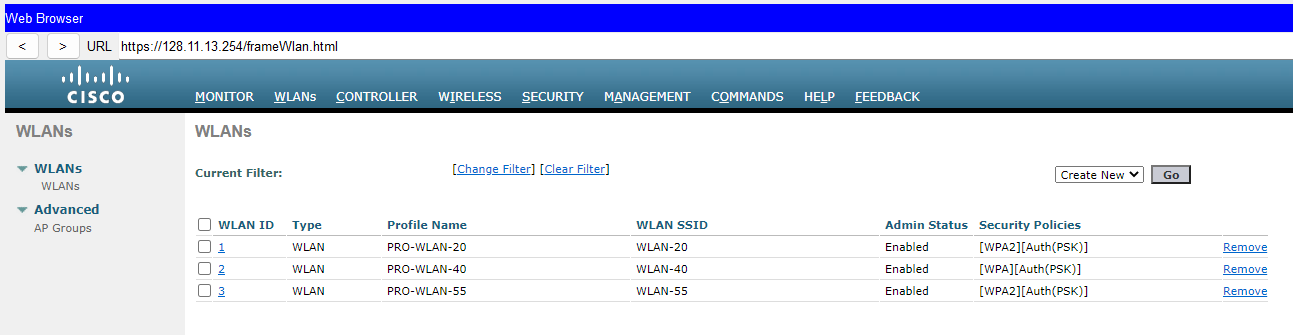 Web Browser
< > URL https://128.11.13.254/frameWlan.html
CISCO
MONITOR WLANs CONTROLLER WIRELESS SECURITY MANAGEMENT COMMANDS HELP FEEDBACK
WLANs
WLANs
WLANs
Advanced
AP Groups
WLANs
Current Filter: [Change Filter] [Clear Filter] Create New Go
WLAN ID Type Profile Name WLAN SSID Admin Status Security Policies
1 WLAN PRO-WLAN-20 WLAN-20 Enabled [WPA2][Auth(PSK)] Remove
2 WLAN PRO-WLAN-40 WLAN-40 Enabled [WPA][Auth(PSK)] Remove
3 WLAN PRO-WLAN-55 WLAN-55 Enabled [WPA2][Auth(PSK)] Remove